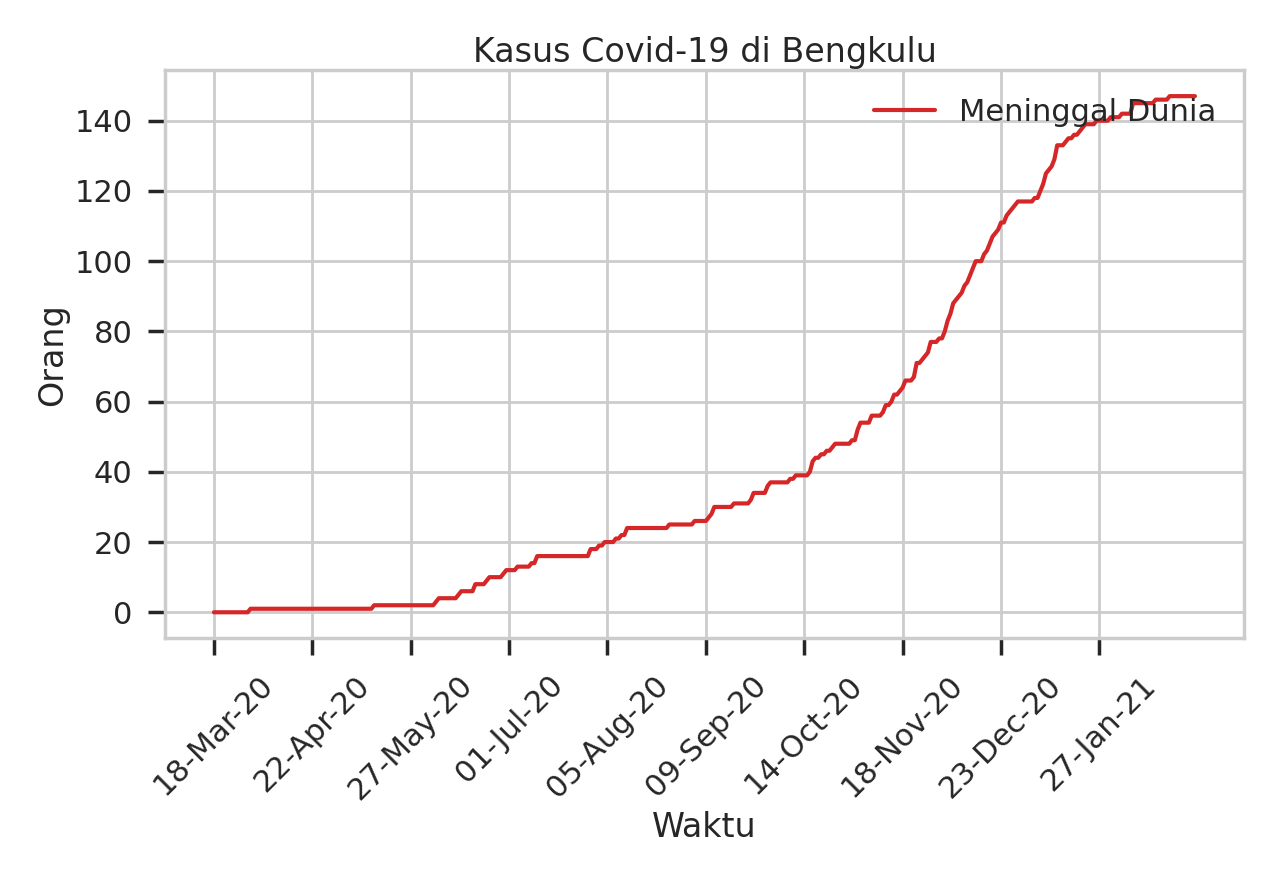 Kasus Covid-19 di Bengkulu
Meninggal Dunia
140
120
100
80
60
40
20
0
Orang
18-Mar-20
22-Apr-20
27-May-20
01-Jul-20
05-Aug-20
09-Sep-20
14-Oct-20
18-Nov-20
23-Dec-20
27-Jan-21
Waktu